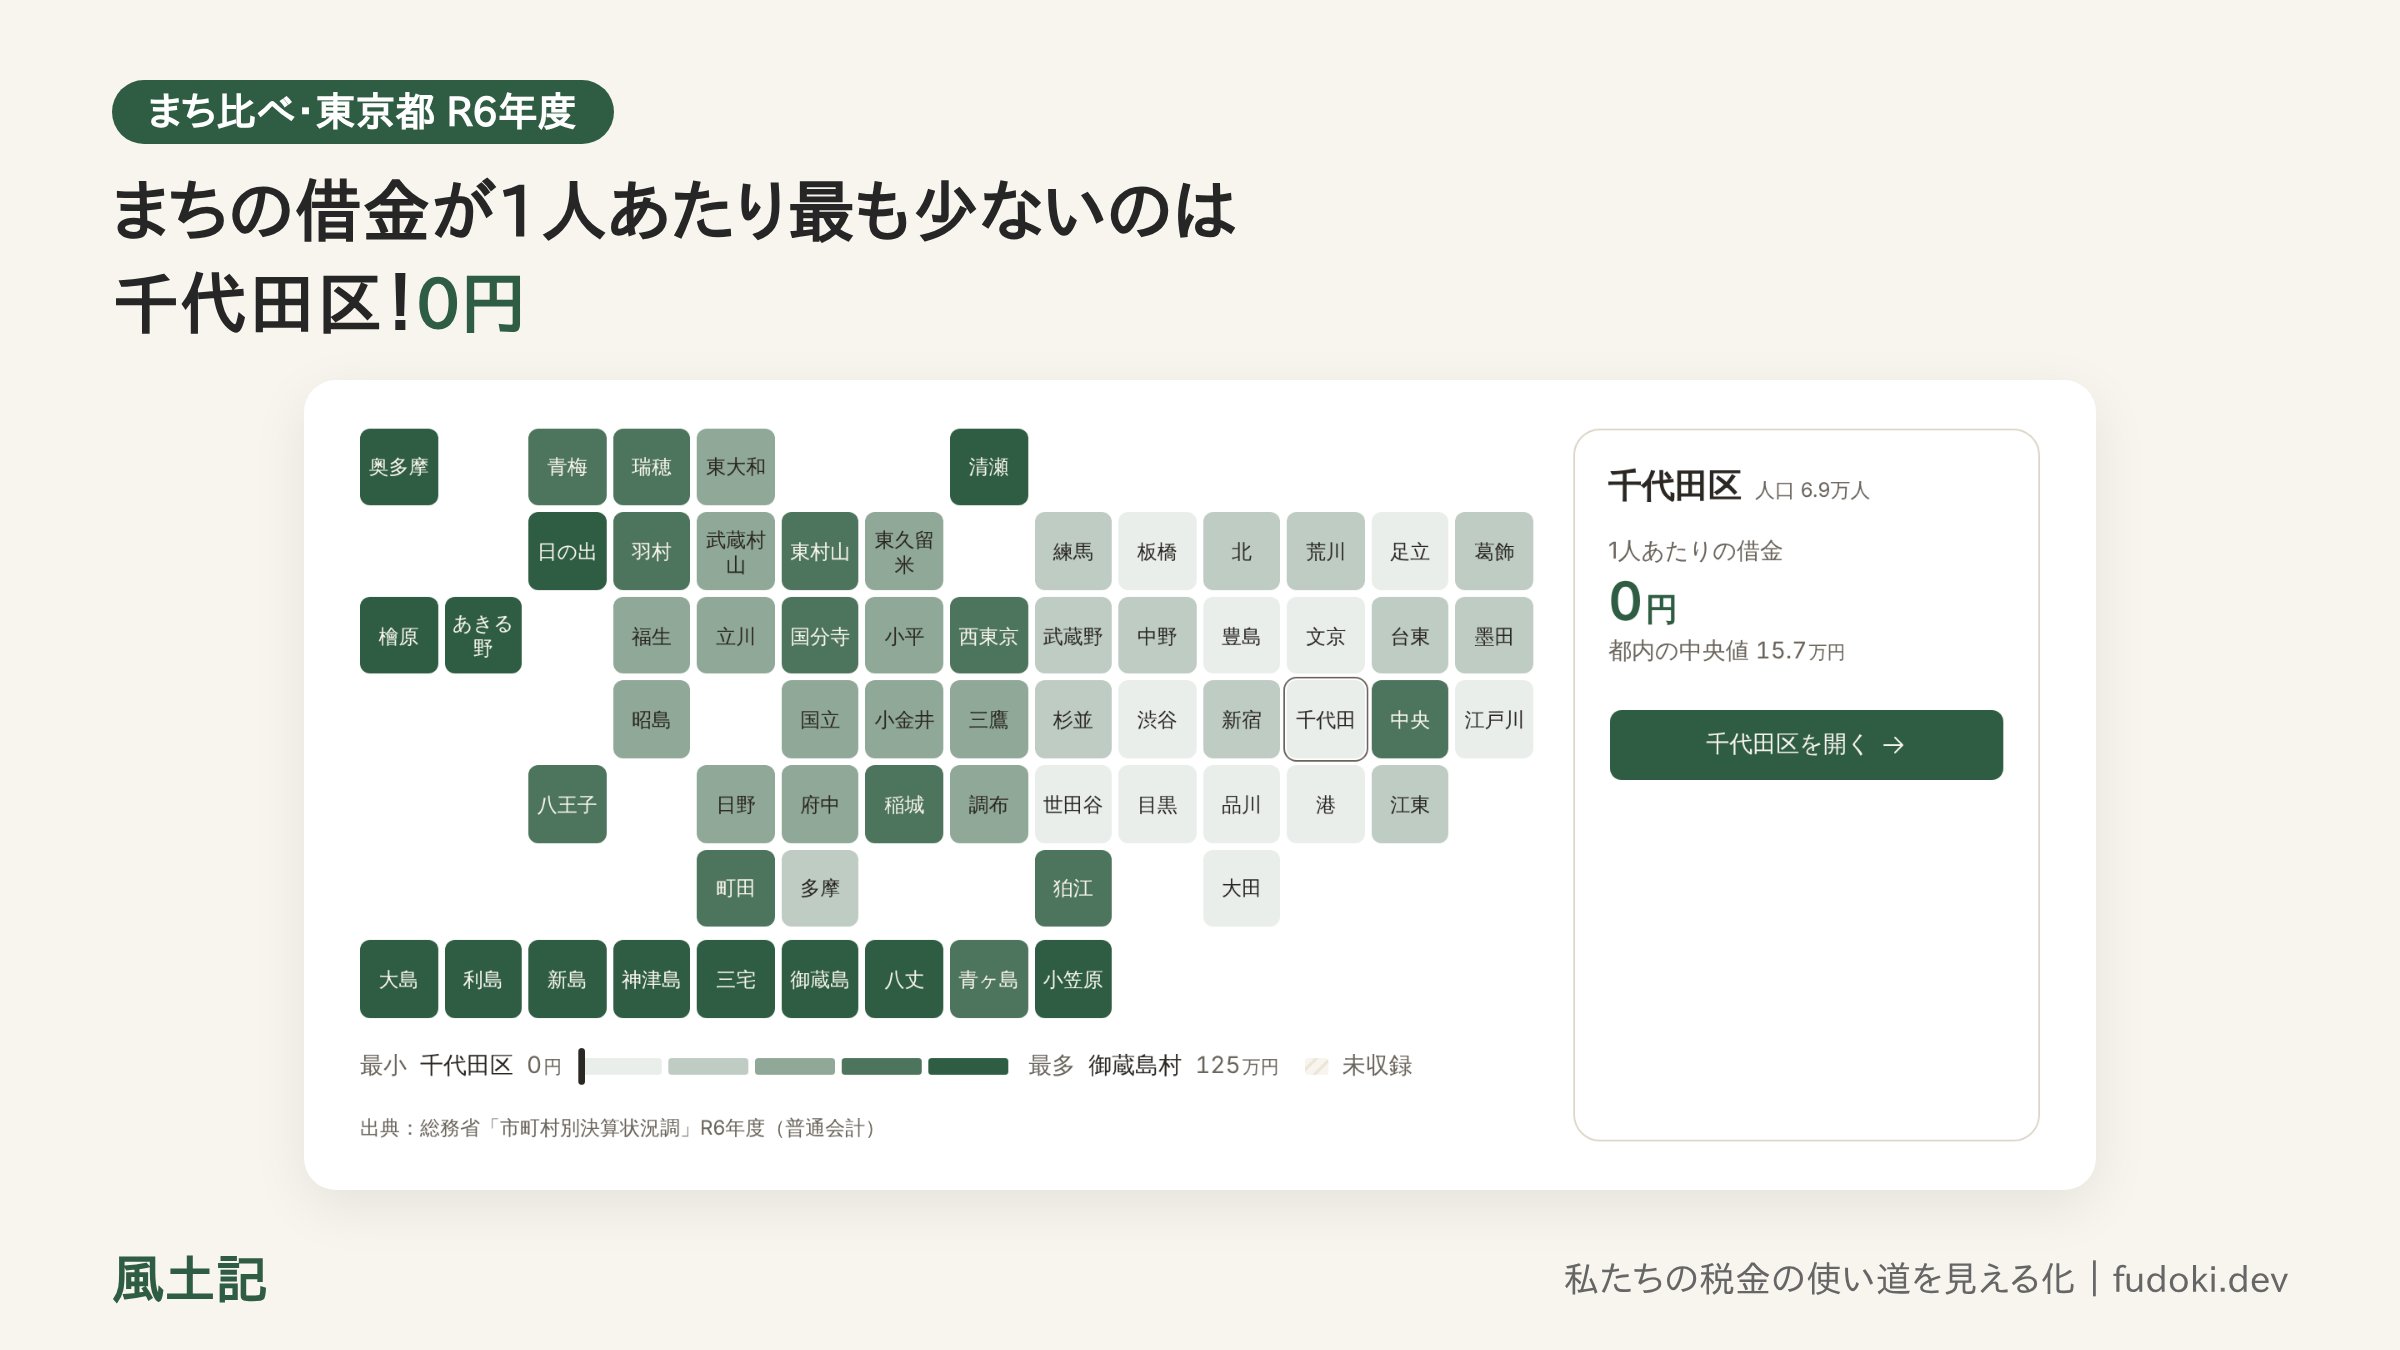 まち比べ·東京都 R6年度
まちの借金が1人あたり最も少ないのは
千代田区!0円
奥多摩 青梅 瑞穂 東大和 清瀬
日の出 羽村 武蔵村山 東村山 東久留米 練馬 板橋 北 荒川 足立 葛飾
檜原 あきる野 福生 立川 国分寺 小平 西東京 武蔵野 中野 豊島 文京 台東 墨田
昭島 国立 小金井 三鷹 杉並 渋谷 新宿 千代田 中央 江戸川
八王子 日野 府中 稲城 調布 世田谷 目黒 品川 港 江東
町田 多摩 狛江 大田
大島 利島 新島 神津島 三宅 御蔵島 八丈 青ヶ島 小笠原
最小 千代田区 0円 最多 御蔵島村 125万円 未収録
出典：総務省「市町村別決算状況調」R6年度（普通会計）
千代田区 人口 6.9万人
1人あたりの借金
0円
都内の中央値 15.7万円
千代田区を開く →
風土記
私たちの税金の使い道を見える化｜fudoki.dev